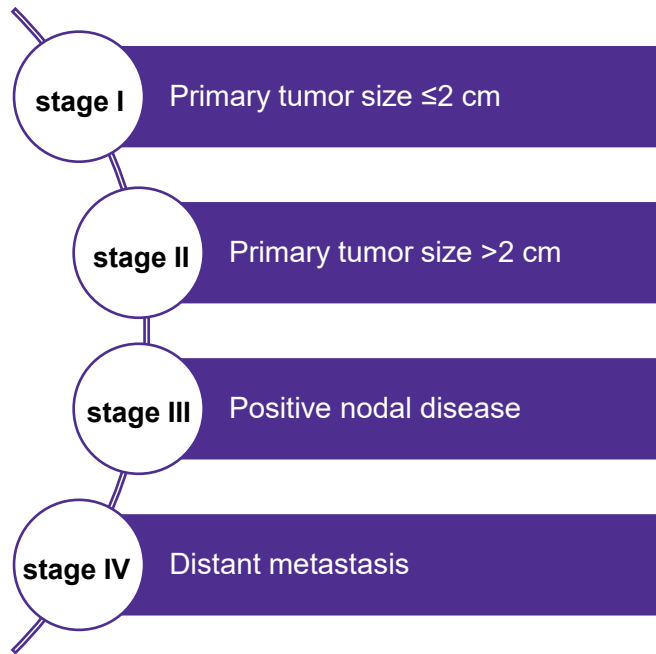 stage I
Primary tumor size ≤2 cm
stage II
Primary tumor size >2 cm
stage III
Positive nodal disease
stage IV
Distant metastasis